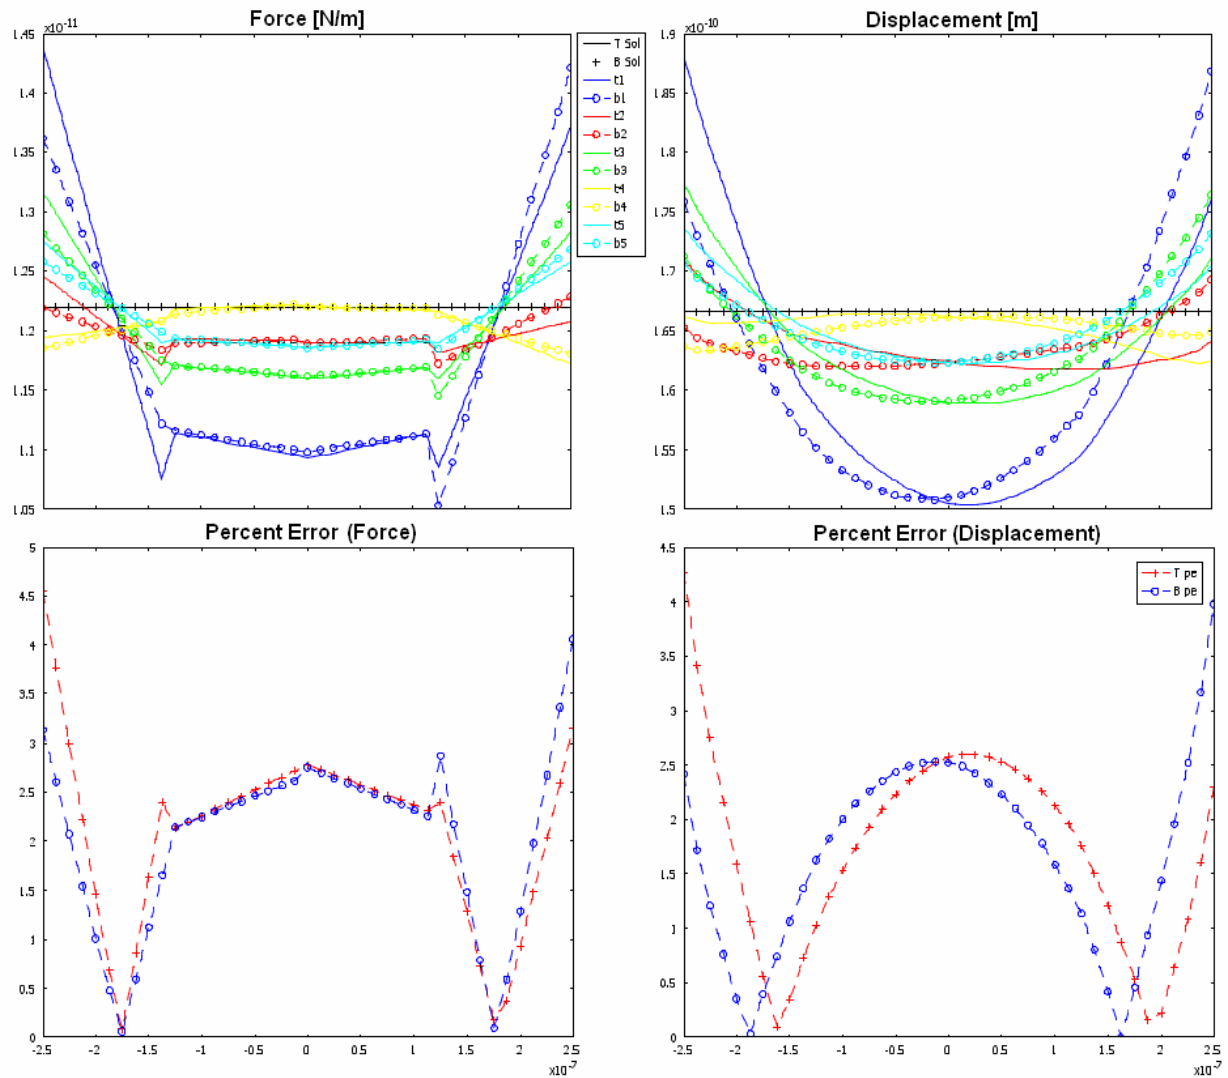 Force [N/m]
x10^-11
1.45
1.4
1.35
1.3
1.25
1.2
1.15
1.1
1.05
T Sol
B Sol
t1
b1
t2
b2
t3
b3
t4
b4
t5
b5
Displacement [m]
x10^-10
1.9
1.85
1.8
1.75
1.7
1.65
1.6
1.55
1.5
Percent Error (Force)
5
4.5
4
3.5
3
2.5
2
1.5
1
0.5
0
-2.5 -2 -1.5 -1 -0.5 0 0.5 1 1.5 2 2.5
x10^-7
Percent Error (Displacement)
4.5
4
3.5
3
2.5
2
1.5
1
0.5
0
T pe
B pe
-2.5 -2 -1.5 -1 -0.5 0 0.5 1 1.5 2 2.5
x10^-7